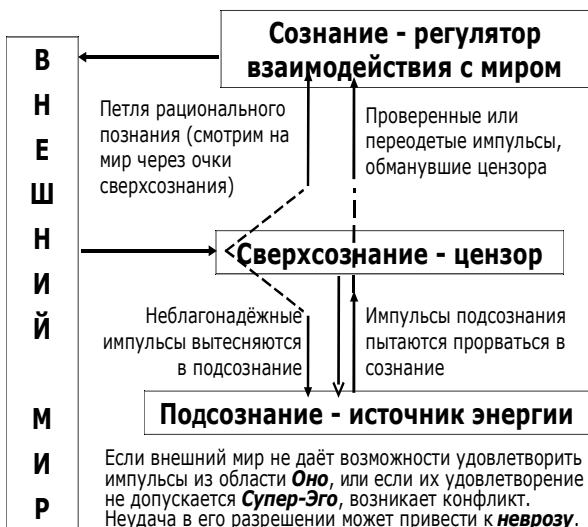 Сознание - регулятор
взаимодействия с миром
ВНЕШНИЙ МИР
Петля рационального
познания (смотрим на
мир через очки
сверхсознания)
Проверенные или
переодетые импульсы,
обманувшие цензора
Сверхсознание - цензор
Неблагонадёжные
импульсы вытесняются
в подсознание
Импульсы подсознания
пытаются прорваться в
сознание
Подсознание - источник энергии
Если внешний мир не даёт возможности удовлетворить
импульсы из области Оно, или если их удовлетворение
не допускается Супер-Эго, возникает конфликт.
Неудача в его разрешении может привести к неврозу.